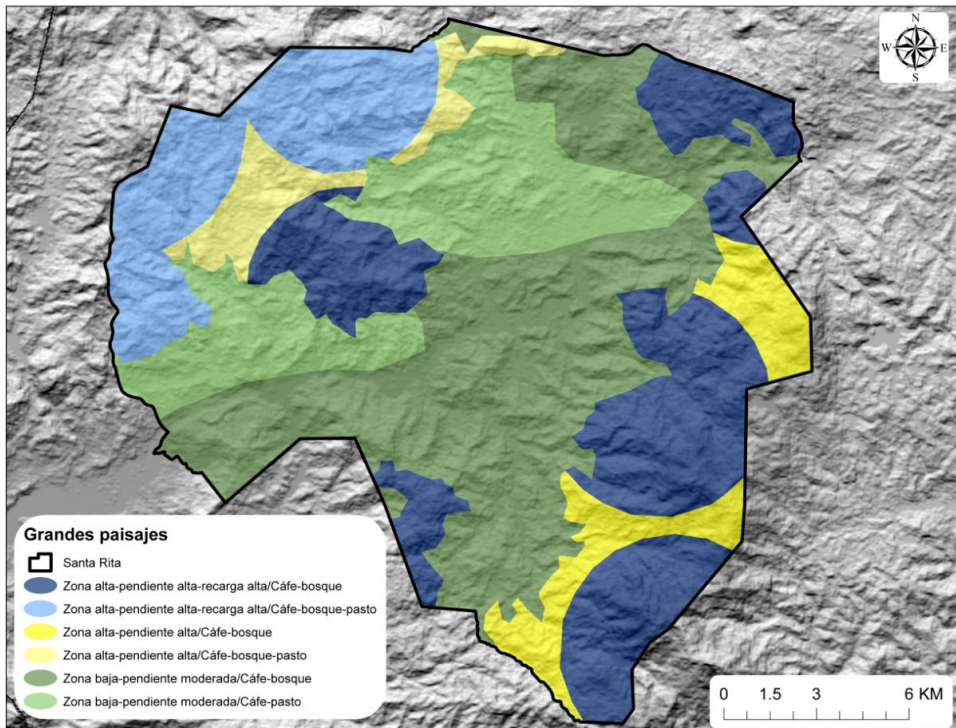 N
W E
S
Grandes paisajes
Santa Rita
Zona alta-pendiente alta-recarga alta/Cáfe-bosque
Zona alta-pendiente alta-recarga alta/Cáfe-bosque-pasto
Zona alta-pendiente alta/Cáfe-bosque
Zona alta-pendiente alta/Cáfe-bosque-pasto
Zona baja-pendiente moderada/Cáfe-bosque
Zona baja-pendiente moderada/Cáfe-pasto
0 1.5 3 6 KM